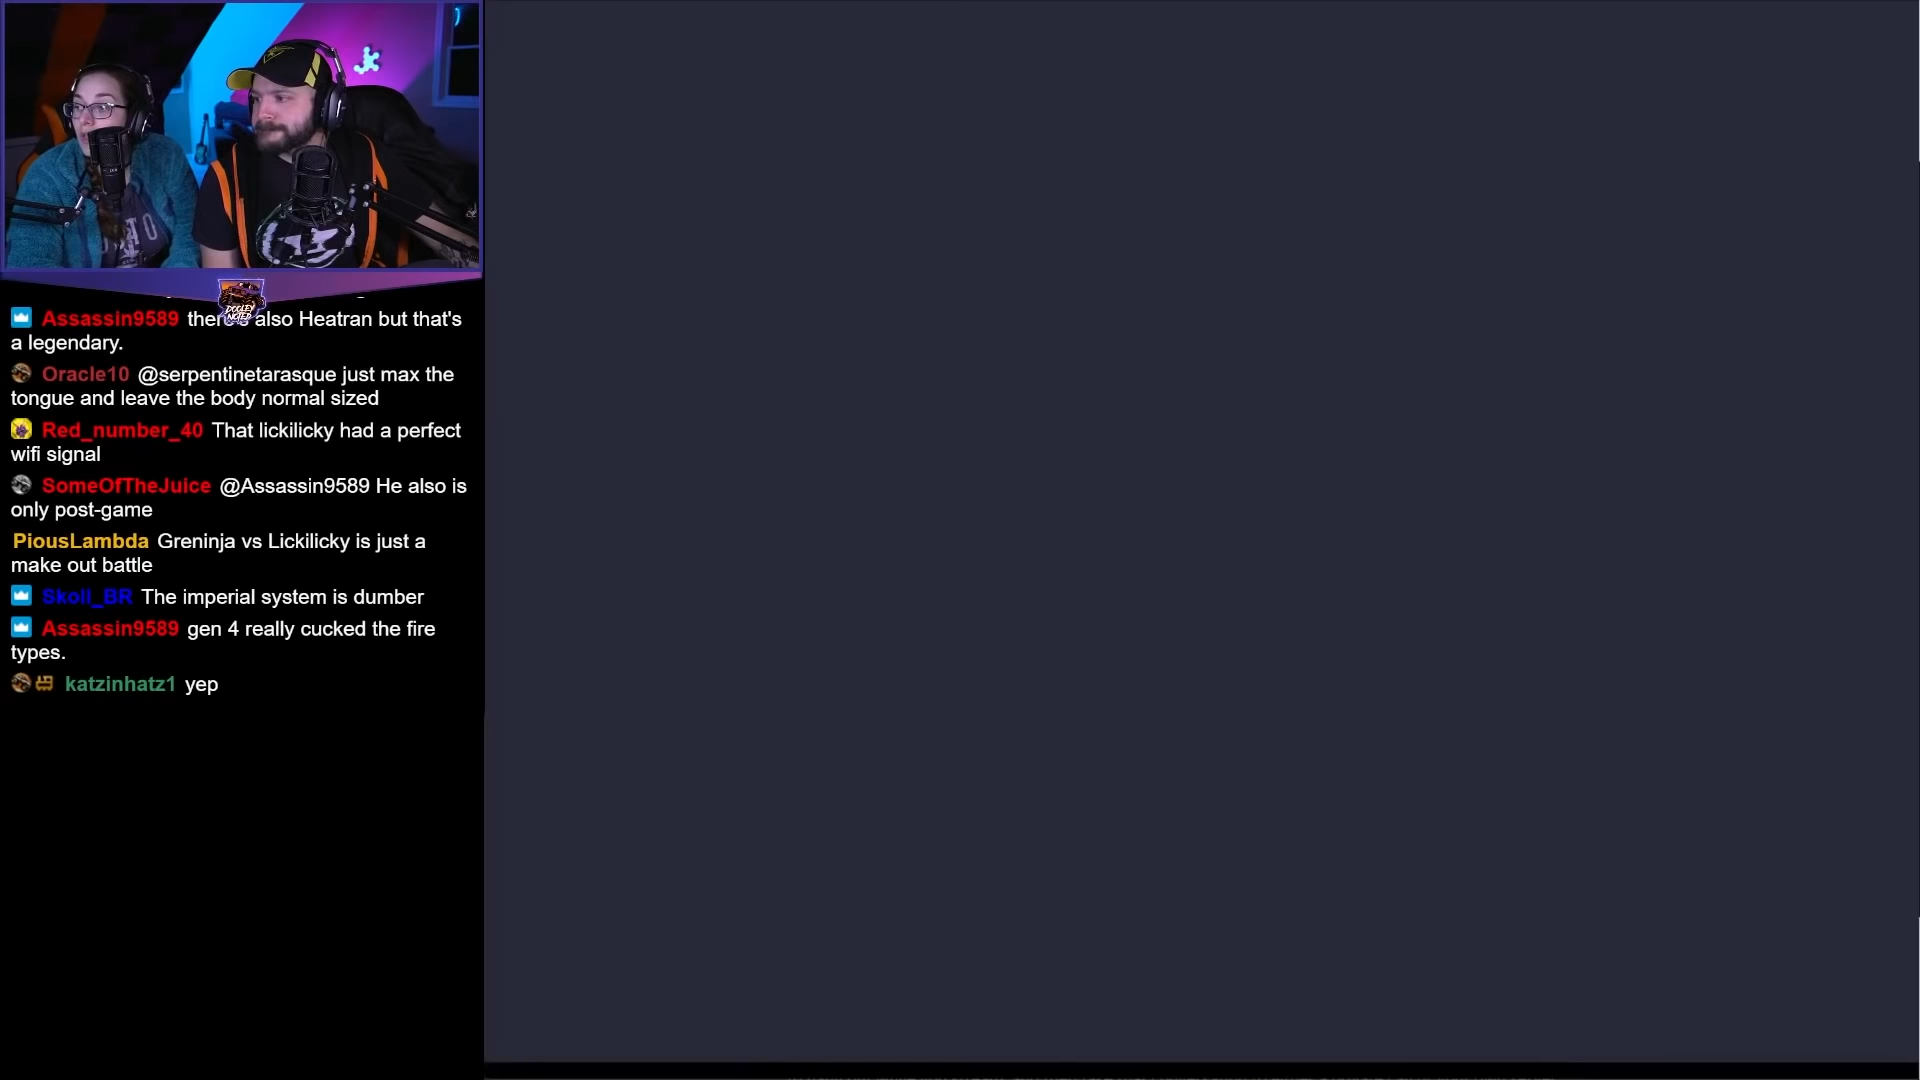 DOOLEY
NOTED
Assassin9589 there's also Heatran but that's
a legendary.
Oracle10 @serpentinetarasque just max the
tongue and leave the body normal sized
Red_number_40 That lickilicky had a perfect
wifi signal
SomeOfTheJuice @Assassin9589 He also is
only post-game
PiousLambda Greninja vs Lickilicky is just a
make out battle
Skoll_BR The imperial system is dumber
Assassin9589 gen 4 really cucked the fire
types.
katzinhatz1 yep